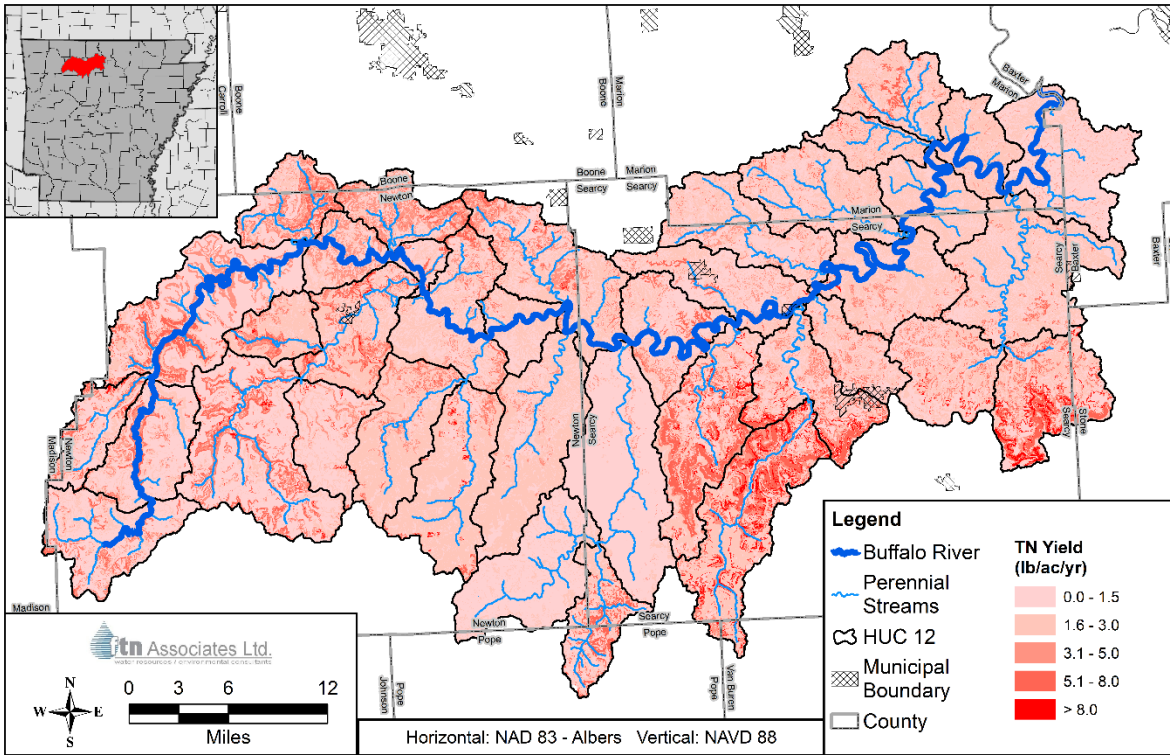 Boone
Carroll
Marion
Boone
Baxter
Marion
Boone
Newton
Boone
Marion
Searcy
Searcy
Marion
Searcy
Searcy
Baxter
Baxter
Newton
Searcy
Madison
Newton
Searcy
Stone
Madison
Newton
Pope
Searcy
Pope
Pope
Johnson
Van Buren
Pope
ftn Associates Ltd.
water resources / environmental consultants
N
W
E
S
0 3 6 12
Miles
Horizontal: NAD 83 - Albers Vertical: NAVD 88
Legend
Buffalo River
Perennial
Streams
HUC 12
Municipal
Boundary
County
TN Yield
(lb/ac/yr)
0.0 - 1.5
1.6 - 3.0
3.1 - 5.0
5.1 - 8.0
> 8.0